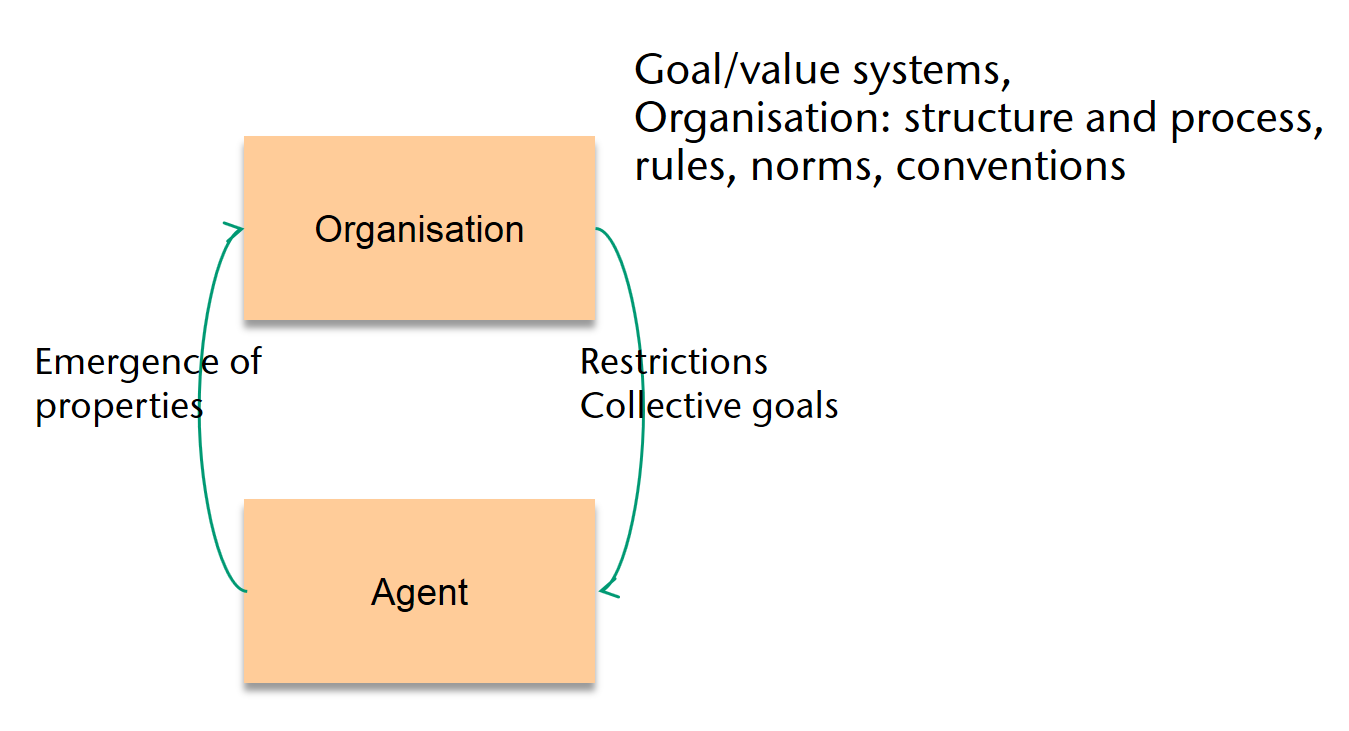 Goal/value systems,
Organisation: structure and process,
rules, norms, conventions
Organisation
Emergence of
properties
Restrictions
Collective goals
Agent